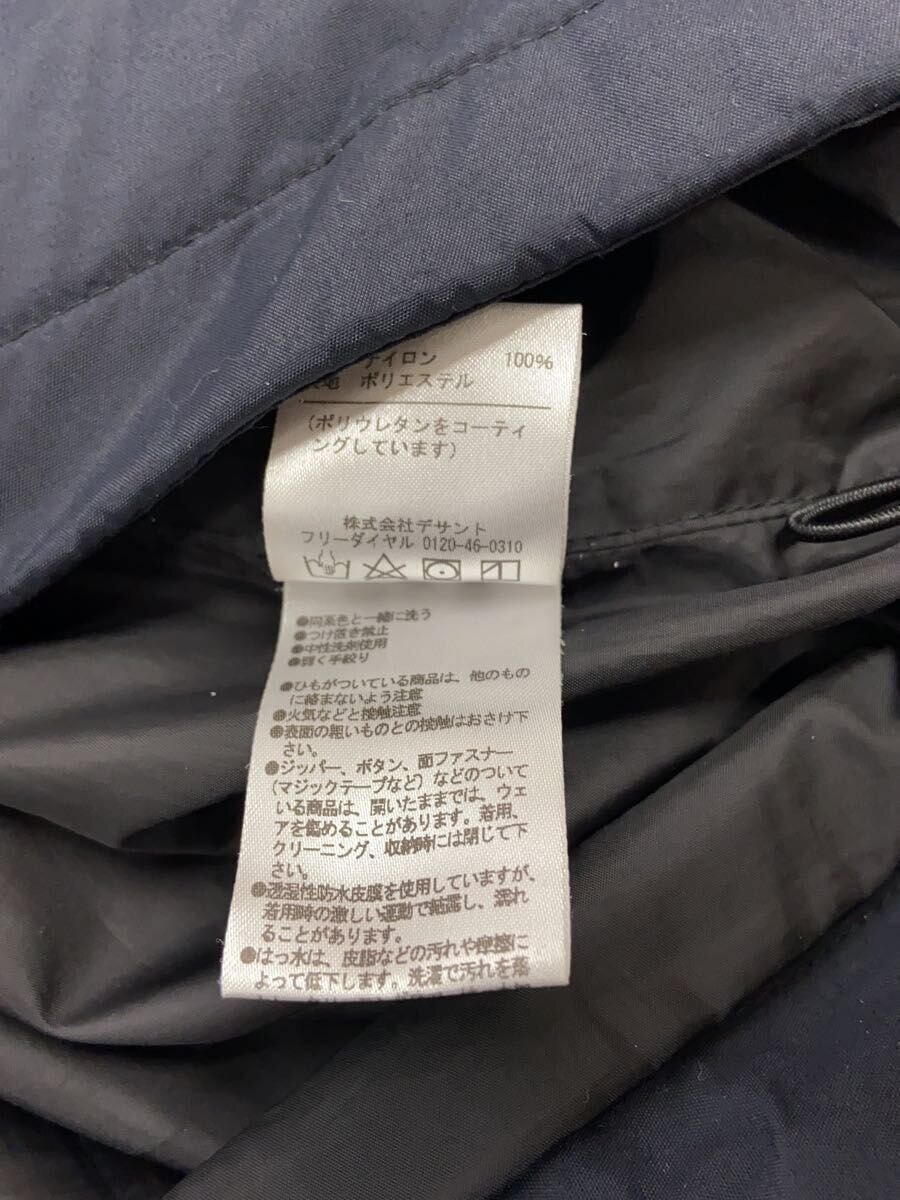 ナイロン 100%
地 ポリエステル
(ポリウレタンをコーティ
ングしています)
株式会社デサント
フリーダイヤル 0120-46-0310
●同系色と一緒に洗う
●つけ置き禁止
●中性洗剤使用
●弱く手絞り
●ひもがついている商品は、他のもの
に絡まないよう注意
●火気などと接触注意
●表面の粗いものとの接触はおさけ下
さい。
●ジッパー、ボタン、面ファスナー
(マジックテープなど)などのついて
いる商品は、開いたままでは、ウェ
アを傷めることがあります。着用、
クリーニング、収納時には閉じて下
さい。
●透湿性防水皮膜を使用していますが、
着用時の激しい運動で結露し、濡れ
ることがあります。
●はっ水は、皮脂などの汚れや摩擦に
よって低下します。洗濯で汚れを落